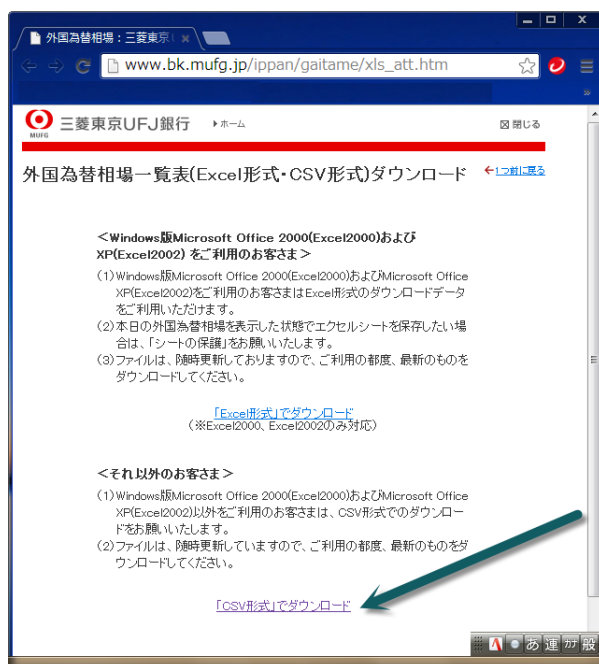 外国為替相場：三菱東京
www.bk.mufg.jp/ippan/gaitame/xls_att.htm
MUFG 三菱東京UFJ銀行 ホーム 閉じる
外国為替相場一覧表(Excel形式・CSV形式)ダウンロード ←1つ前に戻る
＜Windows版Microsoft Office 2000(Excel2000)および
XP(Excel2002) をご利用のお客さま＞
(1)Windows版Microsoft Office 2000(Excel2000)およびMicrosoft Office
XP(Excel2002)をご利用のお客さまはExcel形式のダウンロードデータ
をご利用いただけます。
(2)本日の外国為替相場を表示した状態でエクセルシートを保存したい場
合は、「シートの保護」をお願いいたします。
(3)ファイルは、随時更新しておりますので、ご利用の都度、最新のものを
ダウンロードしてください。
「Excel形式」でダウンロード
(※Excel2000、Excel2002のみ対応)
＜それ以外のお客さま＞
(1)Windows版Microsoft Office 2000(Excel2000)およびMicrosoft Office
XP(Excel2002)以外をご利用のお客さまは、CSV形式でのダウンロー
ドをお願いいたします。
(2)ファイルは、随時更新していますので、ご利用の都度、最新のものをダ
ウンロードしてください。
「CSV形式」でダウンロード
A あ 連 カナ 般